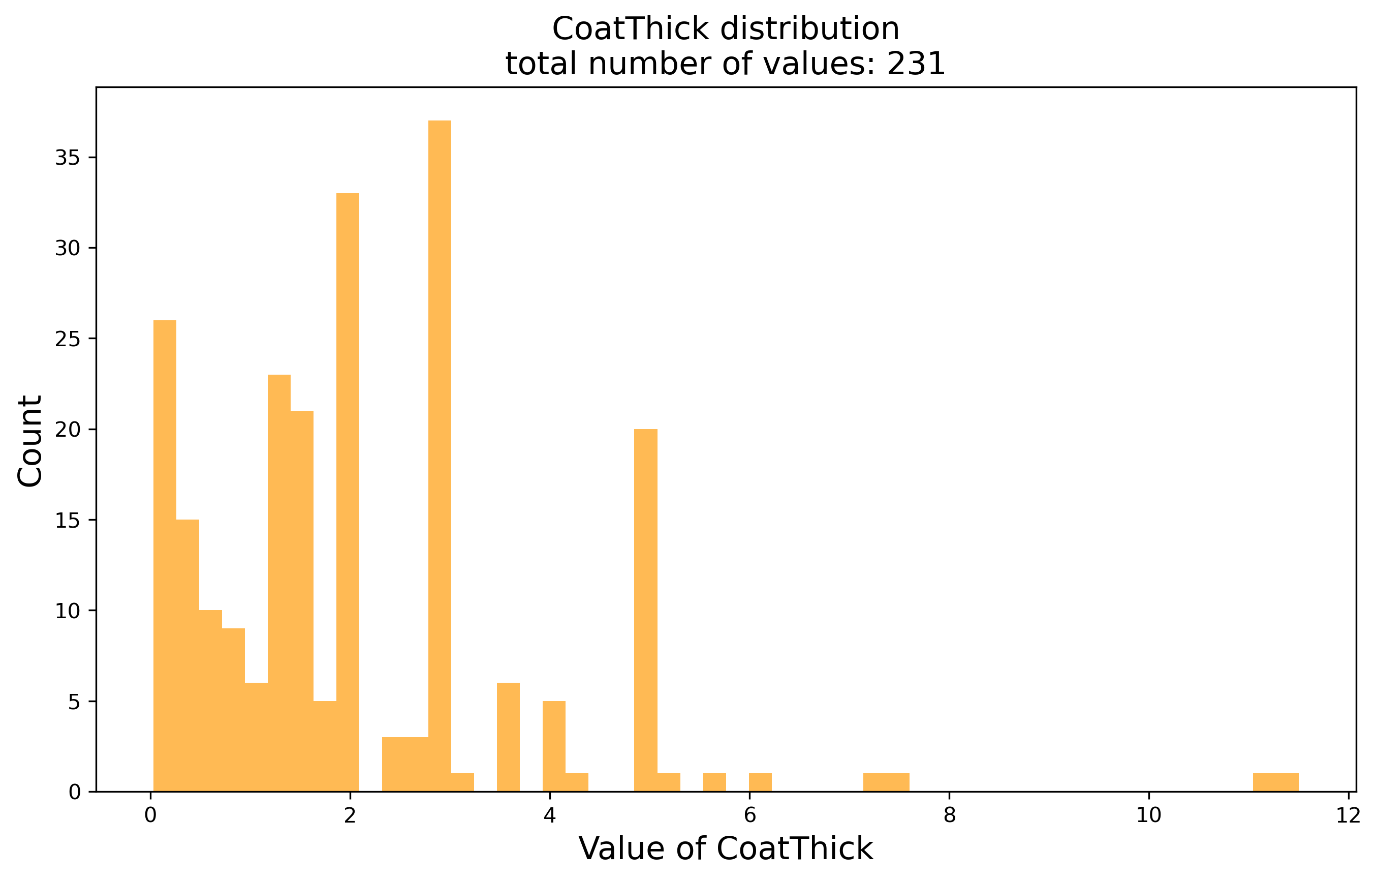 CoatThick distribution
total number of values: 231
Count
35
30
25
20
15
10
5
0
0 2 4 6 8 10 12
Value of CoatThick